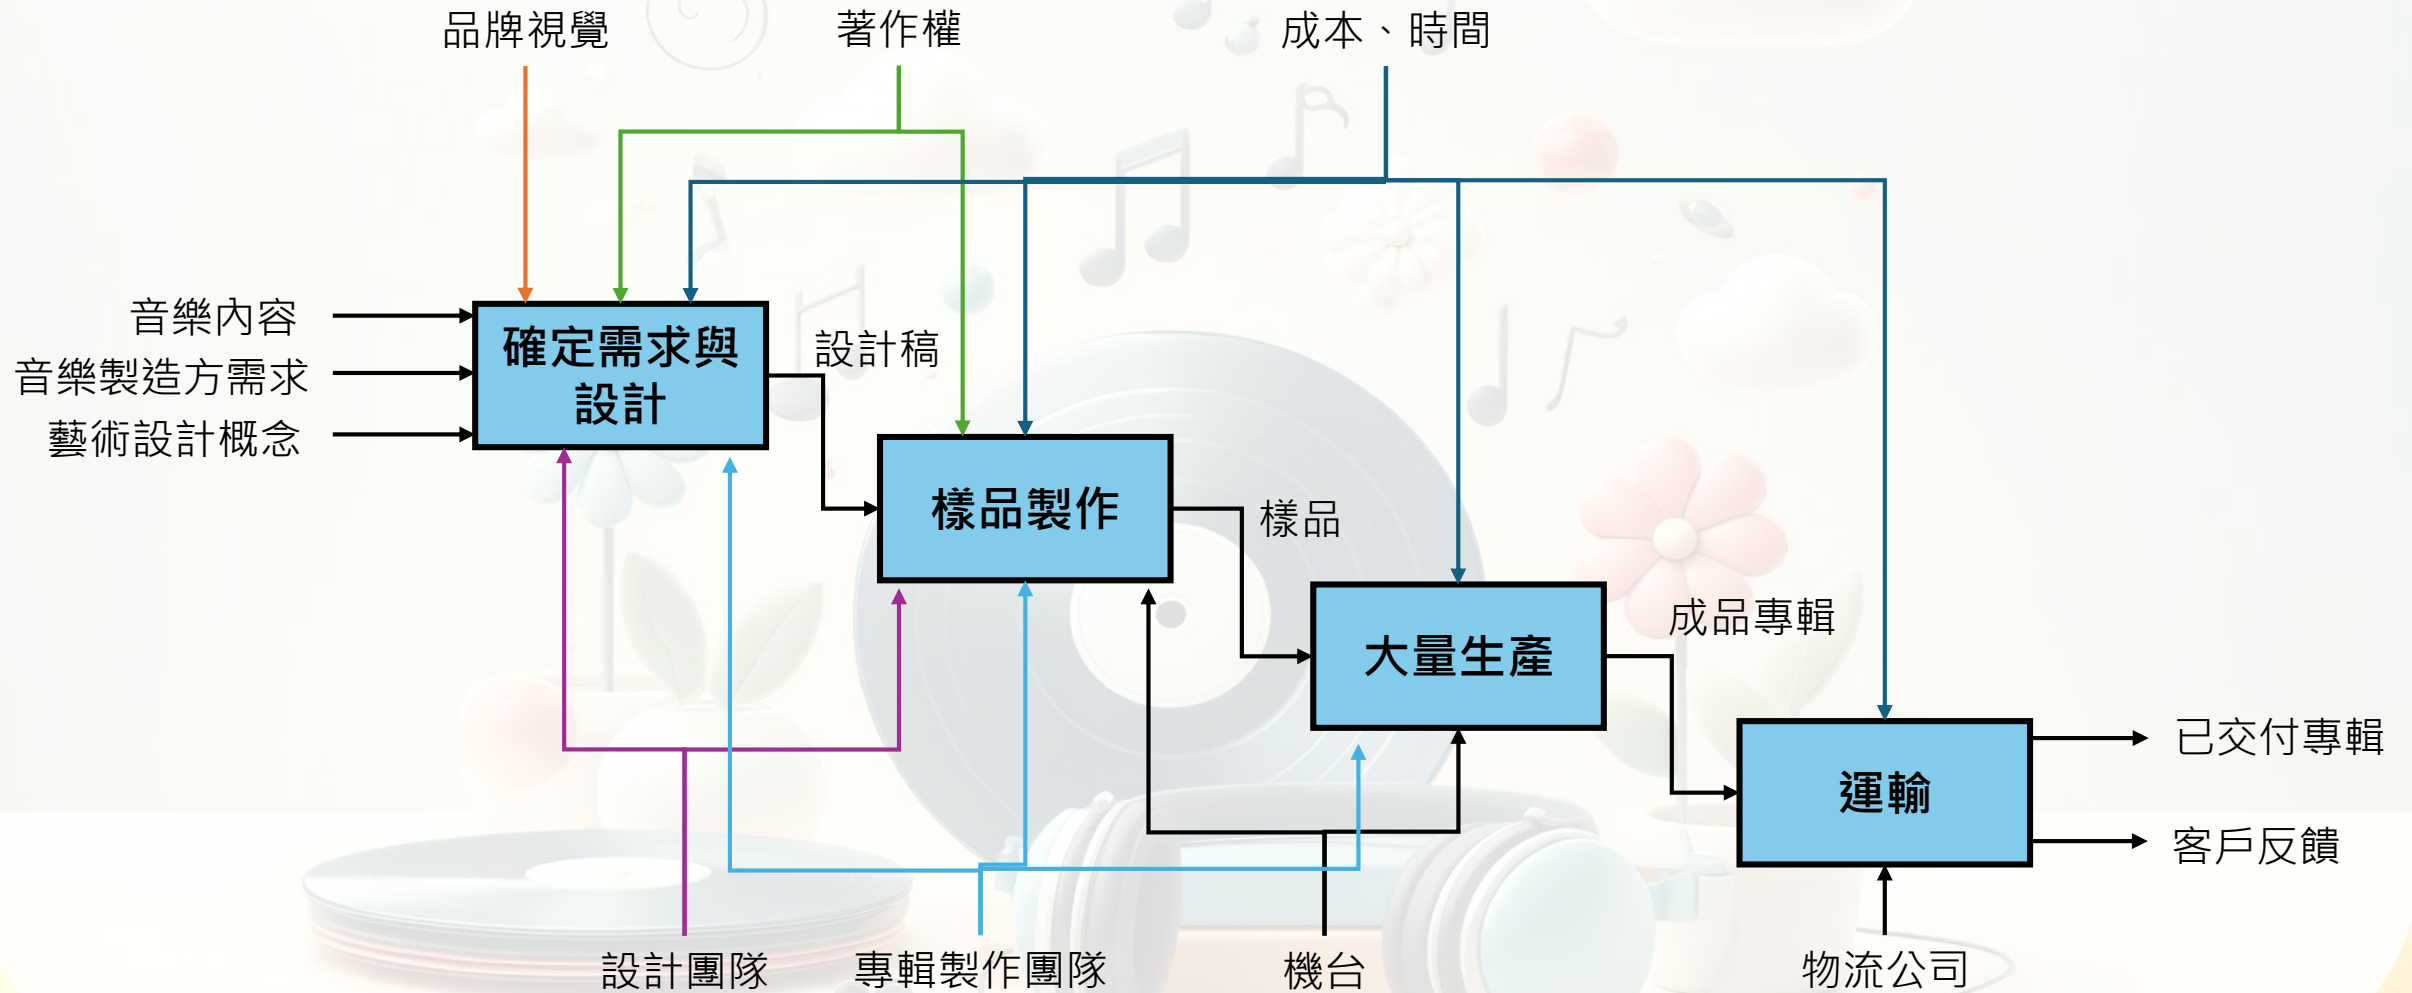 品牌視覺
著作權
成本、時間
音樂內容
音樂製造方需求
藝術設計概念
確定需求與
設計
設計稿
樣品製作
樣品
大量生產
成品專輯
運輸
已交付專輯
客戶反饋
設計團隊
專輯製作團隊
機台
物流公司